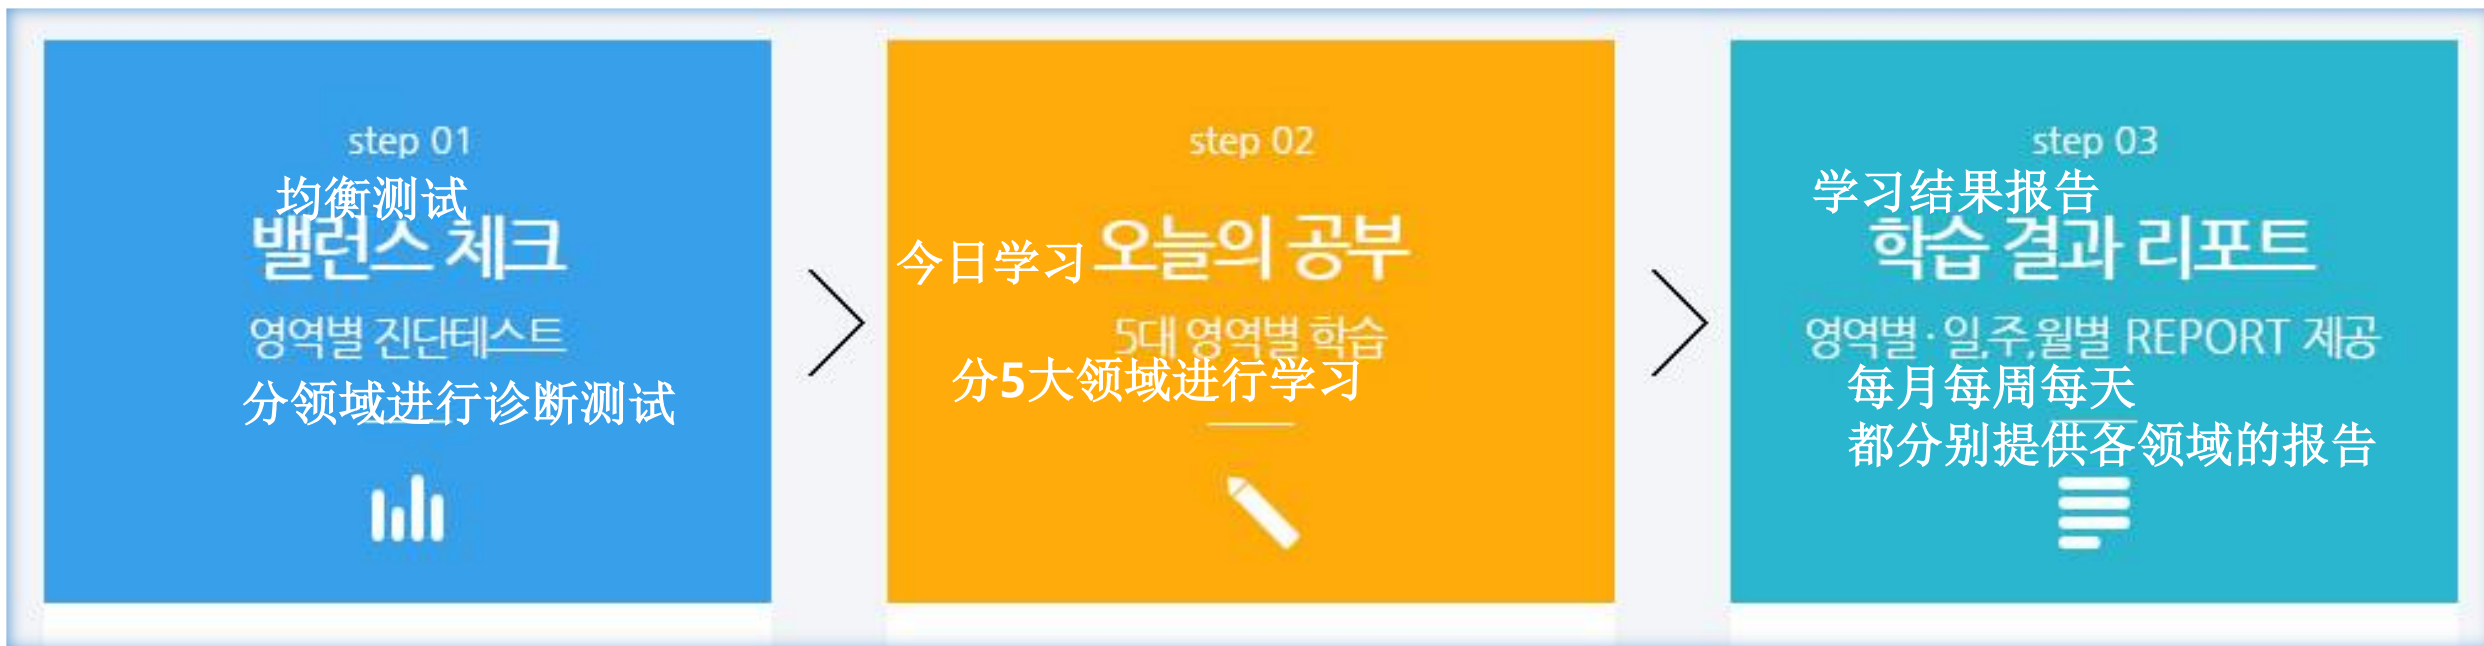 step 01
均衡测试
밸런스 체크
영역별 진단테스트
分领域进行诊断测试
step 02
今日学习
오늘의 공부
5대 영역별 학습
分5大领域进行学习
step 03
学习结果报告
학습 결과 리포트
영역별·일,주,월별 REPORT 제공
每月每周每天
都分别提供各领域的报告